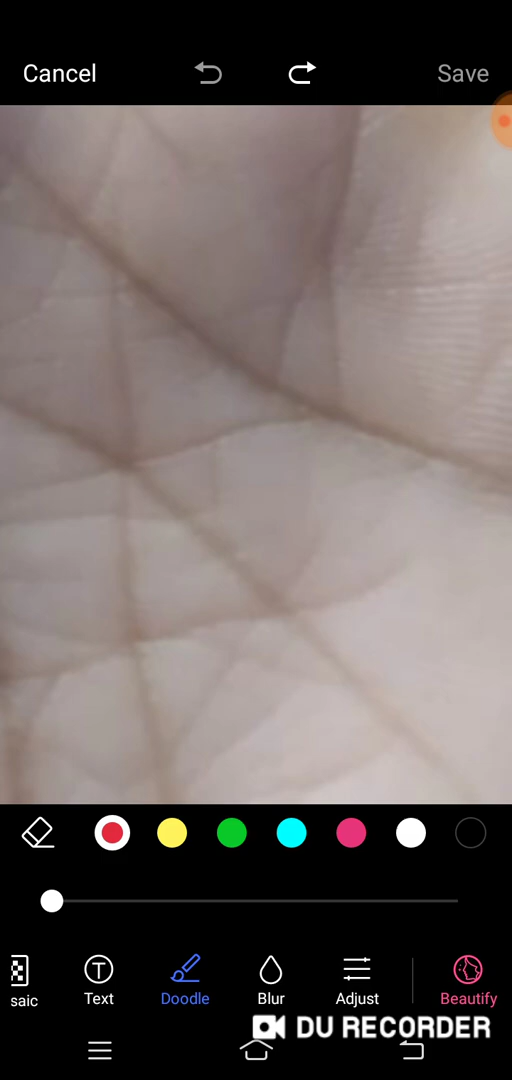 Cancel
Save
saic
Text
Doodle
Blur
Adjust
Beautify
DU RECORDER